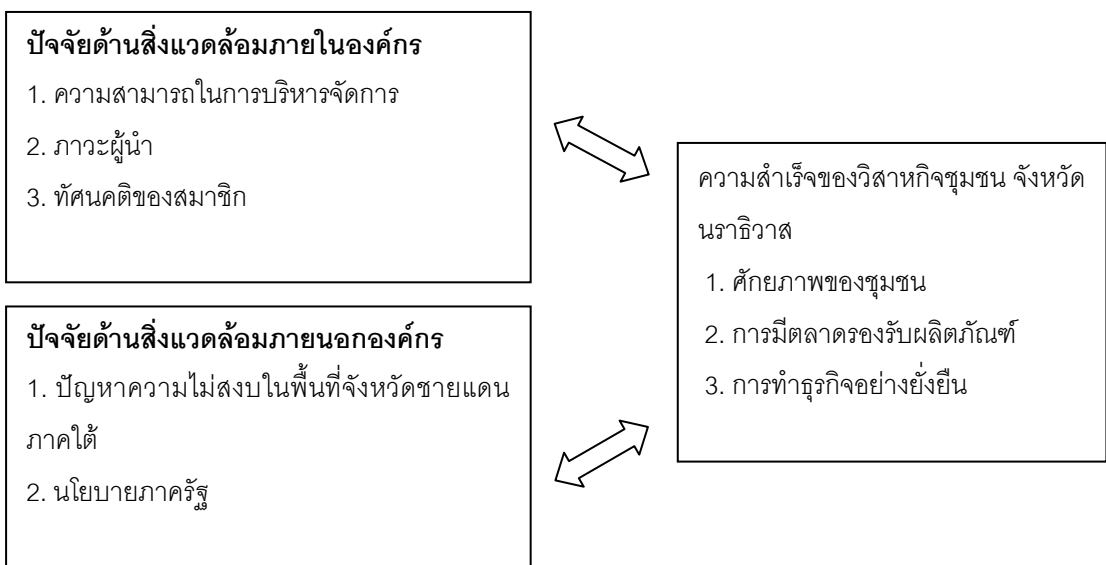 ปัจจัยด้านสิ่งแวดล้อมภายในองค์กร
1. ความสามารถในการบริหารจัดการ
2. ภาวะผู้นำ
3. ทัศนคติของสมาชิก
ปัจจัยด้านสิ่งแวดล้อมภายนอกองค์กร
1. ปัญหาความไม่สงบในพื้นที่จังหวัดชายแดน
ภาคใต้
2. นโยบายภาครัฐ
ความสำเร็จของวิสาหกิจชุมชน จังหวัด
นราธิวาส
1. ศักยภาพของชุมชน
2. การมีตลาดรองรับผลิตภัณฑ์
3. การทำธุรกิจอย่างยั่งยืน